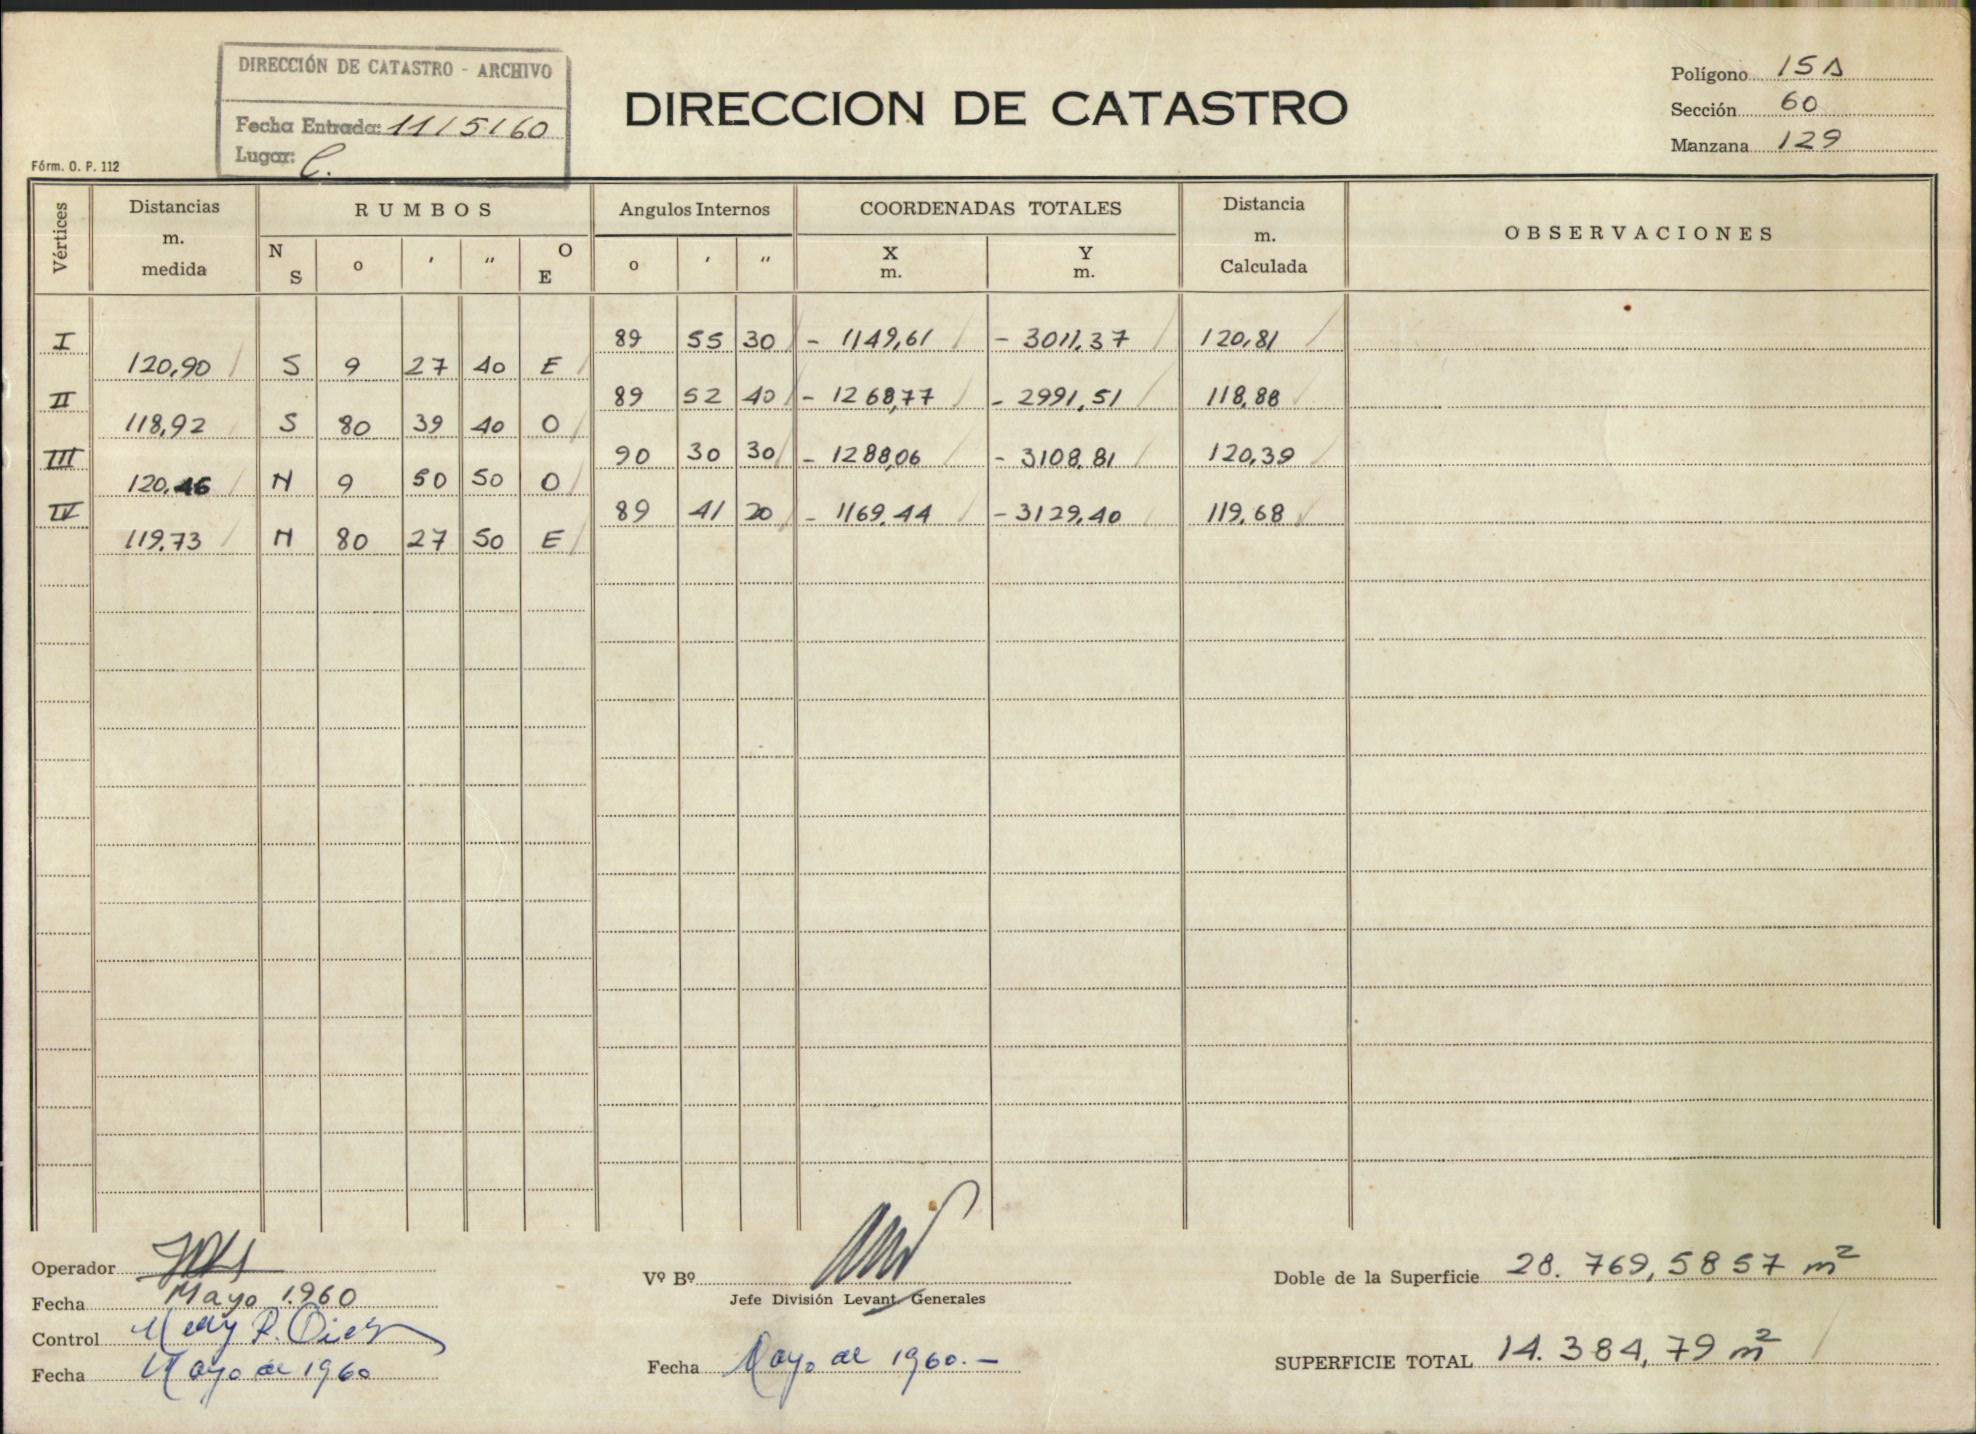 DIRECCIÓN DE CATASTRO - ARCHIVO
Fecha Entrada: 11/5/60
Lugar: C.
DIRECCION DE CATASTRO
Polígono 15A
Sección 60
Manzana 129
Fórm. O. P. 112
Vértices Distancias m. medida RUMBOS Angulos Internos COORDENADAS TOTALES Distancia m. Calculada OBSERVACIONES
N S o ' " O E o ' " X m. Y m.
I 89 55 30 - 1149,61 - 3011,37 120,81
120,90 S 9 27 40 E
II 89 52 40 - 1268,77 - 2991,51 118,88
118,92 S 80 39 40 O
III 90 30 30 - 1288,06 - 3108,81 120,39
120,46 N 9 50 50 O
IV 89 41 20 - 1169,44 - 3129,40 119,68
119,73 N 80 27 50 E
Operador
Fecha Mayo 1960
Control
Fecha Mayo de 1960
Vº Bº
Jefe División Levant. Generales
Fecha Mayo de 1960.-
Doble de la Superficie 28.769,5857 m²
SUPERFICIE TOTAL 14.384,79 m²